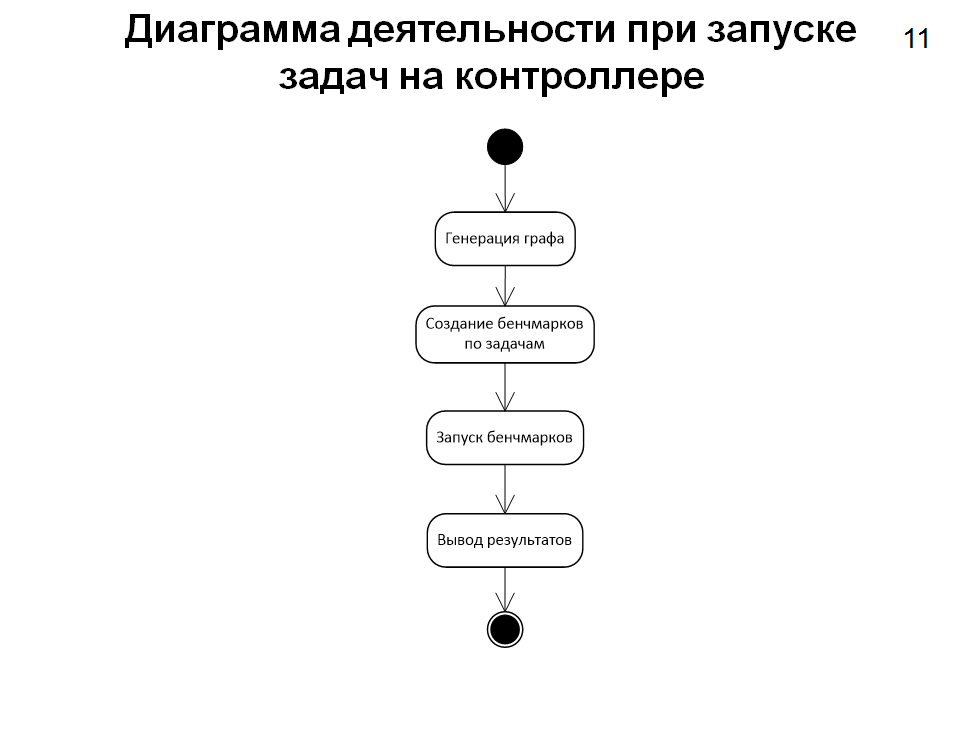 Диаграмма деятельности при запуске
задач на контроллере
11
Генерация графа
Создание бенчмарков
по задачам
Запуск бенчмарков
Вывод результатов